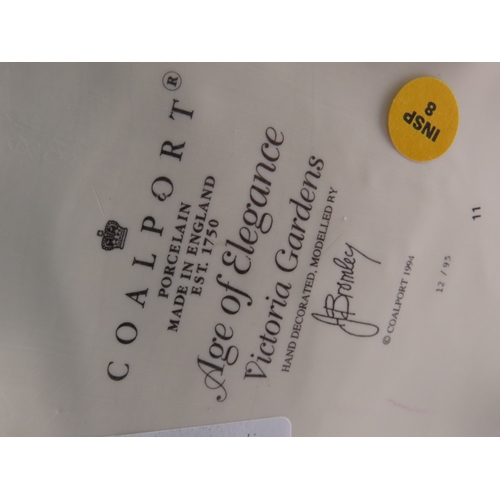 COALPORT®
PORCELAIN
MADE IN ENGLAND
EST. 1750
Age of Elegance
Victoria Gardens
HAND DECORATED, MODELLED BY
J Bromley
© COALPORT 1994
12 / 95
11
INSP
8